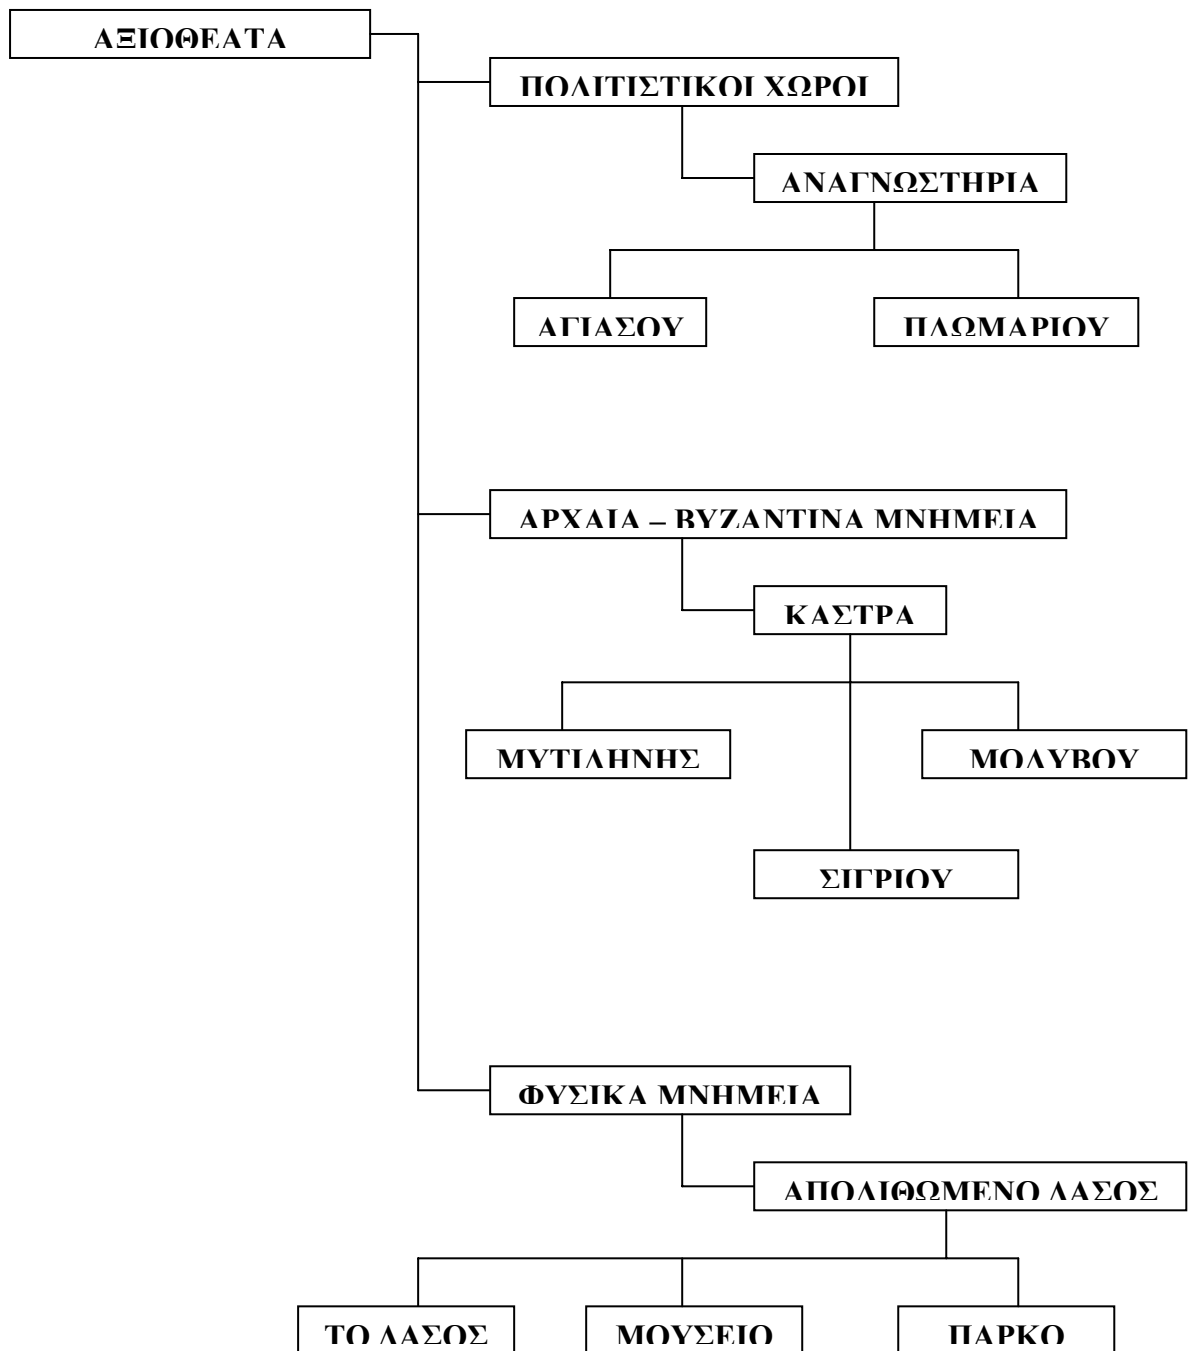 ΑΞΙΟΘΕΑΤΑ
ΠΟΛΙΤΙΣΤΙΚΟΙ ΧΩΡΟΙ
ΑΝΑΓΝΩΣΤΗΡΙΑ
ΑΓΙΑΣΟΥ
ΠΛΩΜΑΡΙΟΥ
ΑΡΧΑΙΑ – ΒΥΖΑΝΤΙΝΑ ΜΝΗΜΕΙΑ
ΚΑΣΤΡΑ
ΜΥΤΙΛΗΝΗΣ
ΜΟΛΥΒΟΥ
ΣΙΓΡΙΟΥ
ΦΥΣΙΚΑ ΜΝΗΜΕΙΑ
ΑΠΟΛΙΘΩΜΕΝΟ ΔΑΣΟΣ
ΤΟ ΔΑΣΟΣ
ΜΟΥΣΕΙΟ
ΠΑΡΚΟ